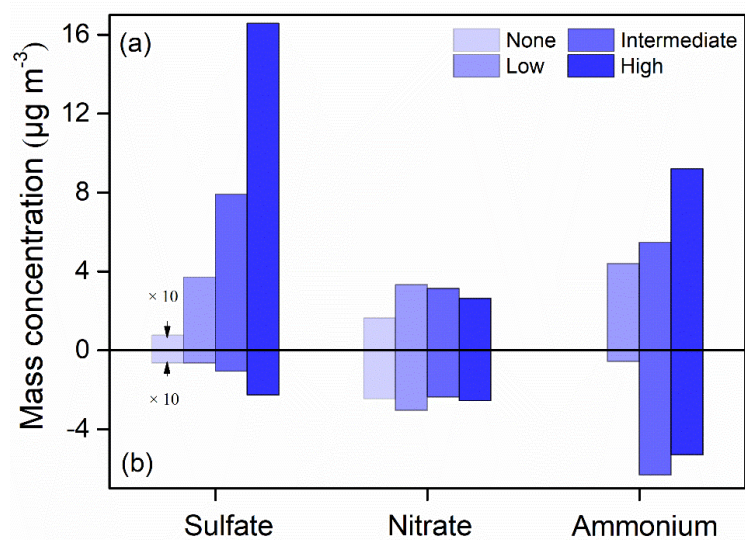 16
12
8
4
0
-4
Mass concentration (µg m⁻³)
(a)
None
Low
Intermediate
High
× 10
× 10
(b)
Sulfate
Nitrate
Ammonium